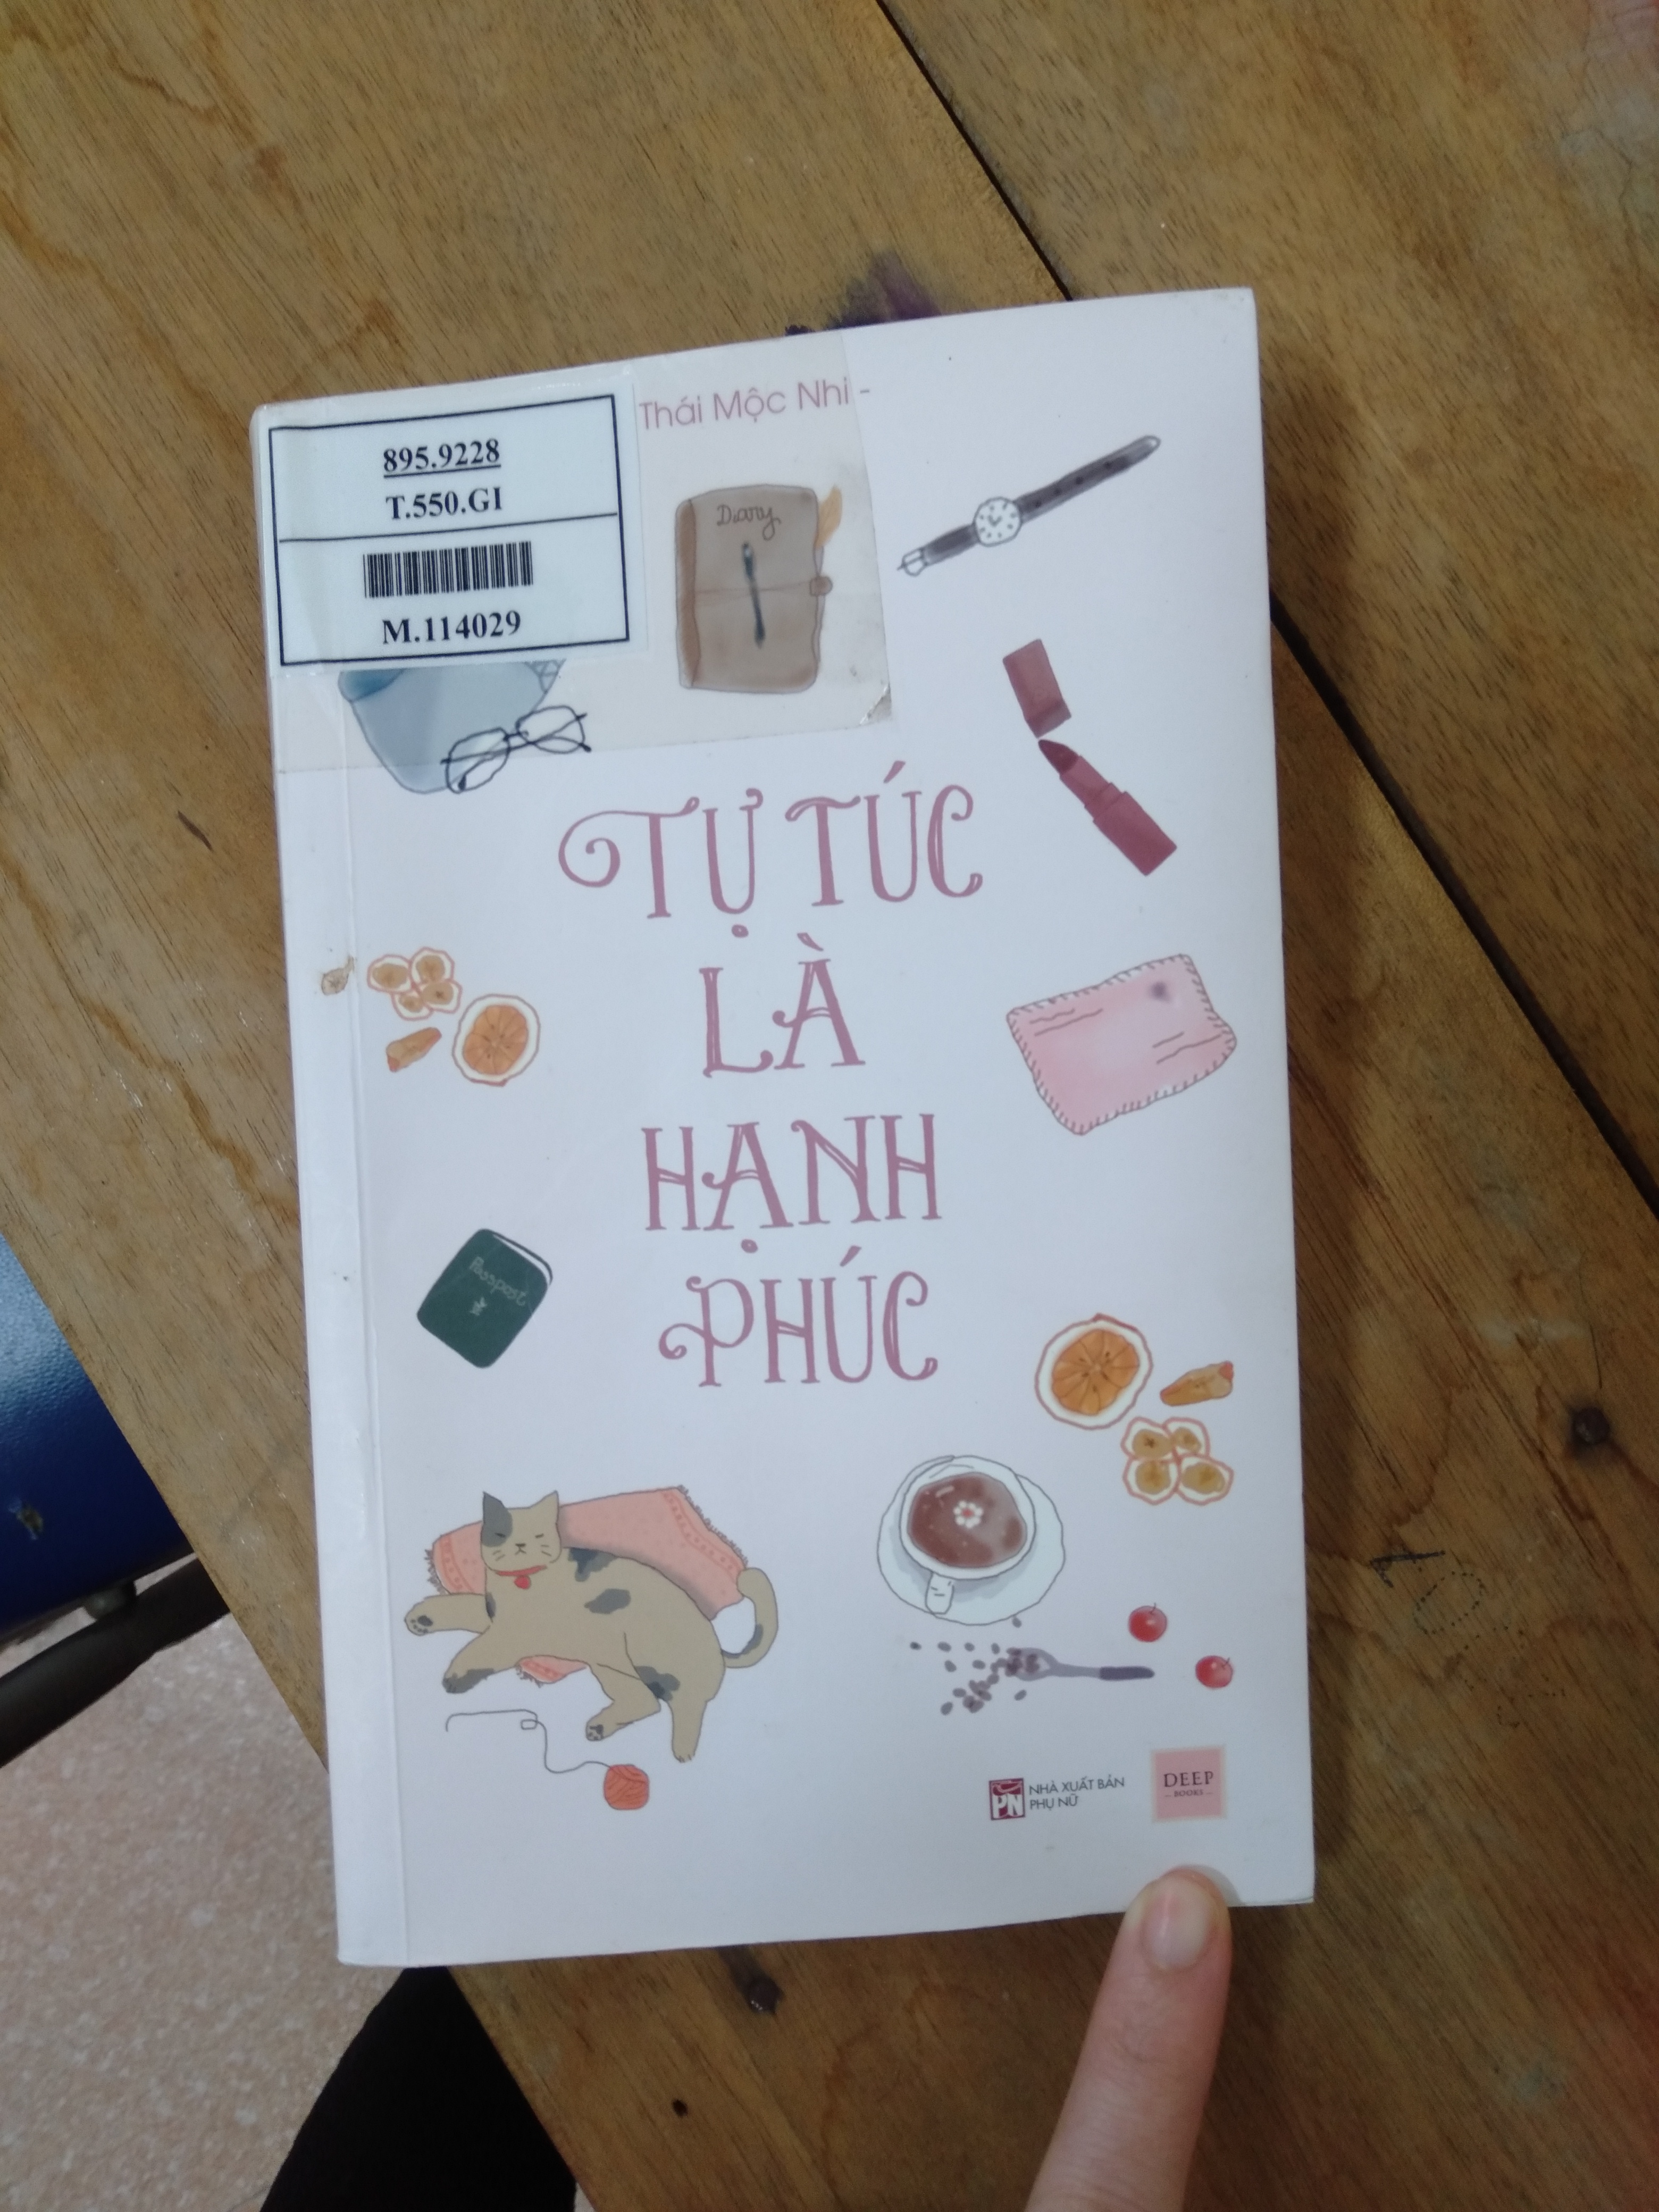 895.9228
T.550.GI
M.114029
Thái Mộc Nhi -
Diary
TỰ TÚC
LÀ
HẠNH
PHÚC
Passport
PN
NHÀ XUẤT BẢN
PHỤ NỮ
DEEP
BOOKS